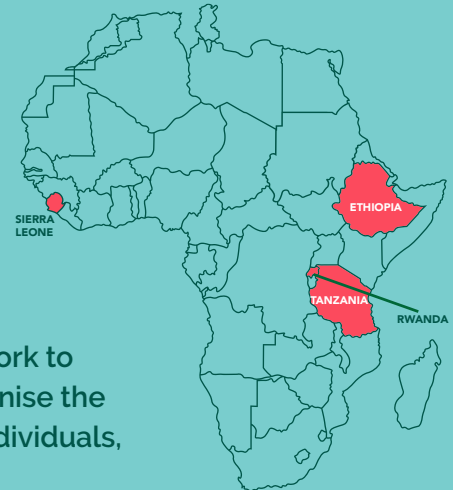 ETHIOPIA
SIERRA
LEONE
TANZANIA
RWANDA
ork to
nise the
dividuals,